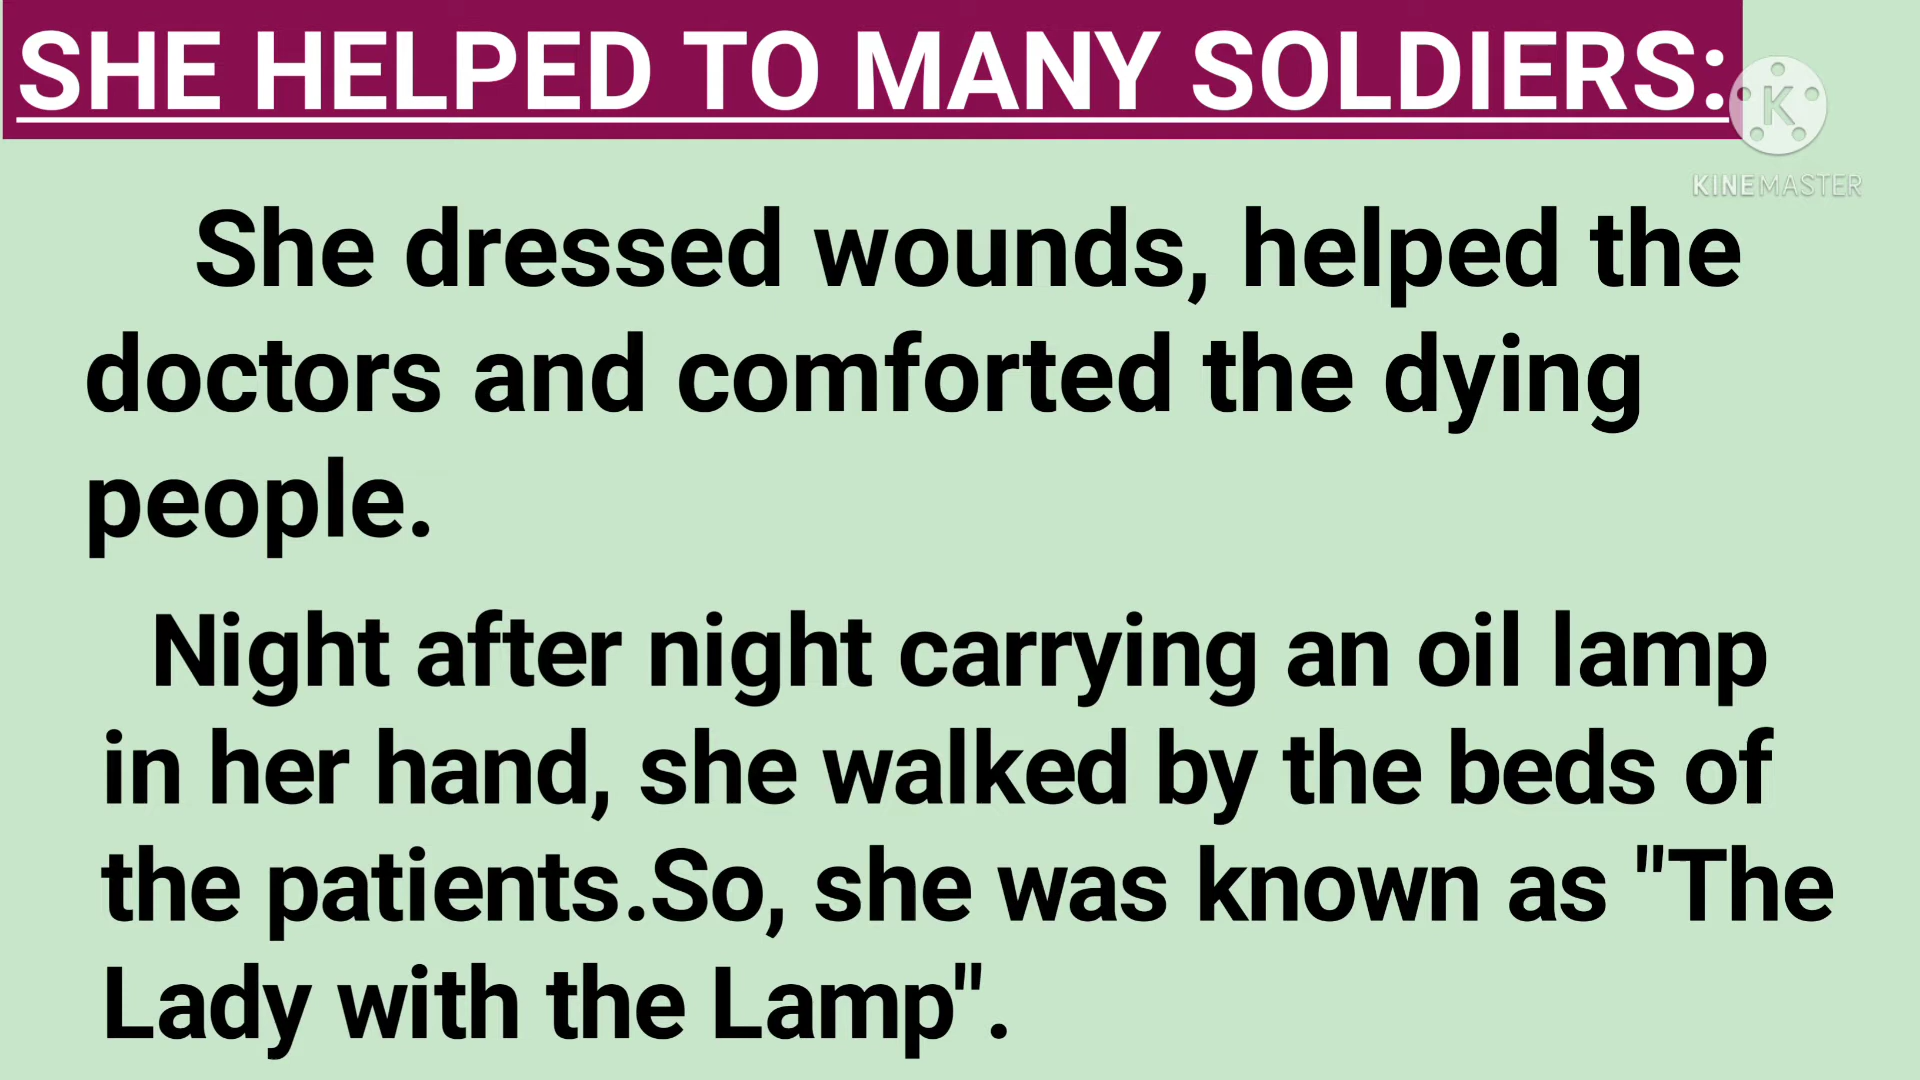 SHE HELPED TO MANY SOLDIERS:
K
KINEMASTER
She dressed wounds, helped the
doctors and comforted the dying
people.
Night after night carrying an oil lamp
in her hand, she walked by the beds of
the patients.So, she was known as "The
Lady with the Lamp".